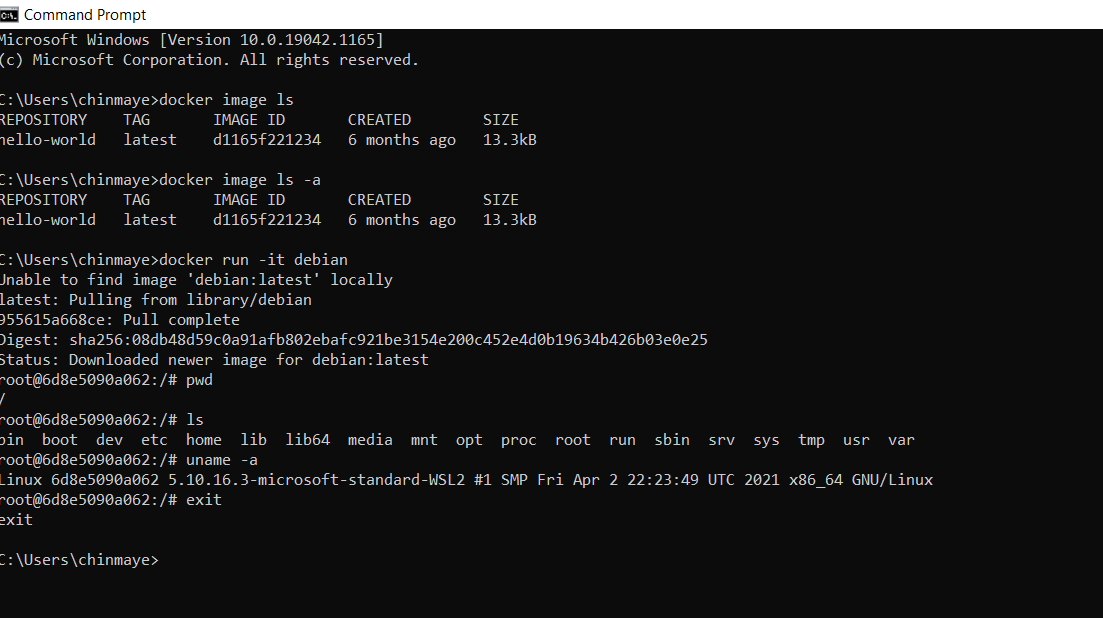 Command Prompt
Microsoft Windows [Version 10.0.19042.1165]
(c) Microsoft Corporation. All rights reserved.
C:\Users\chinmaye>docker image ls
REPOSITORY TAG IMAGE ID CREATED SIZE
hello-world latest d1165f221234 6 months ago 13.3kB
C:\Users\chinmaye>docker image ls -a
REPOSITORY TAG IMAGE ID CREATED SIZE
hello-world latest d1165f221234 6 months ago 13.3kB
C:\Users\chinmaye>docker run -it debian
Unable to find image 'debian:latest' locally
latest: Pulling from library/debian
955615a668ce: Pull complete
Digest: sha256:08db48d59c0a91afb802ebafc921be3154e200c452e4d0b19634b426b03e0e25
Status: Downloaded newer image for debian:latest
root@6d8e5090a062:/# pwd
/
root@6d8e5090a062:/# ls
bin boot dev etc home lib lib64 media mnt opt proc root run sbin srv sys tmp usr var
root@6d8e5090a062:/# uname -a
Linux 6d8e5090a062 5.10.16.3-microsoft-standard-WSL2 #1 SMP Fri Apr 2 22:23:49 UTC 2021 x86_64 GNU/Linux
root@6d8e5090a062:/# exit
exit
C:\Users\chinmaye>